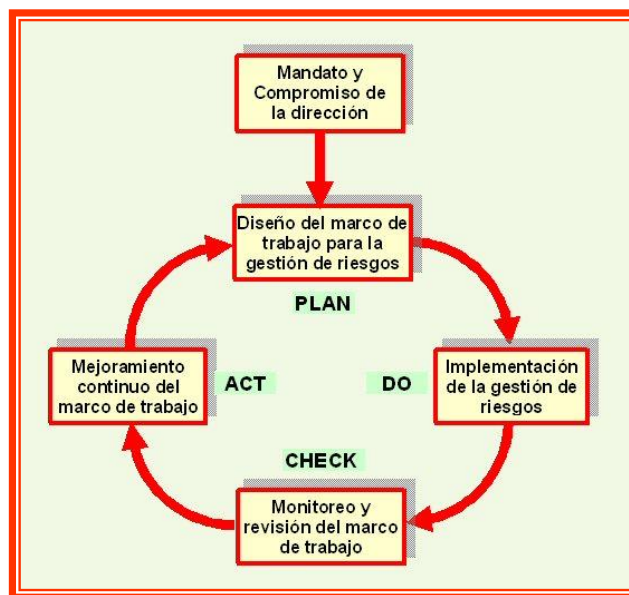 Mandato y
Compromiso de
la dirección
Diseño del marco de
trabajo para la
gestión de riesgos
PLAN
Mejoramiento
continuo del
marco de trabajo
ACT
DO
Implementación
de la gestión de
riesgos
CHECK
Monitoreo y
revisión del marco
de trabajo